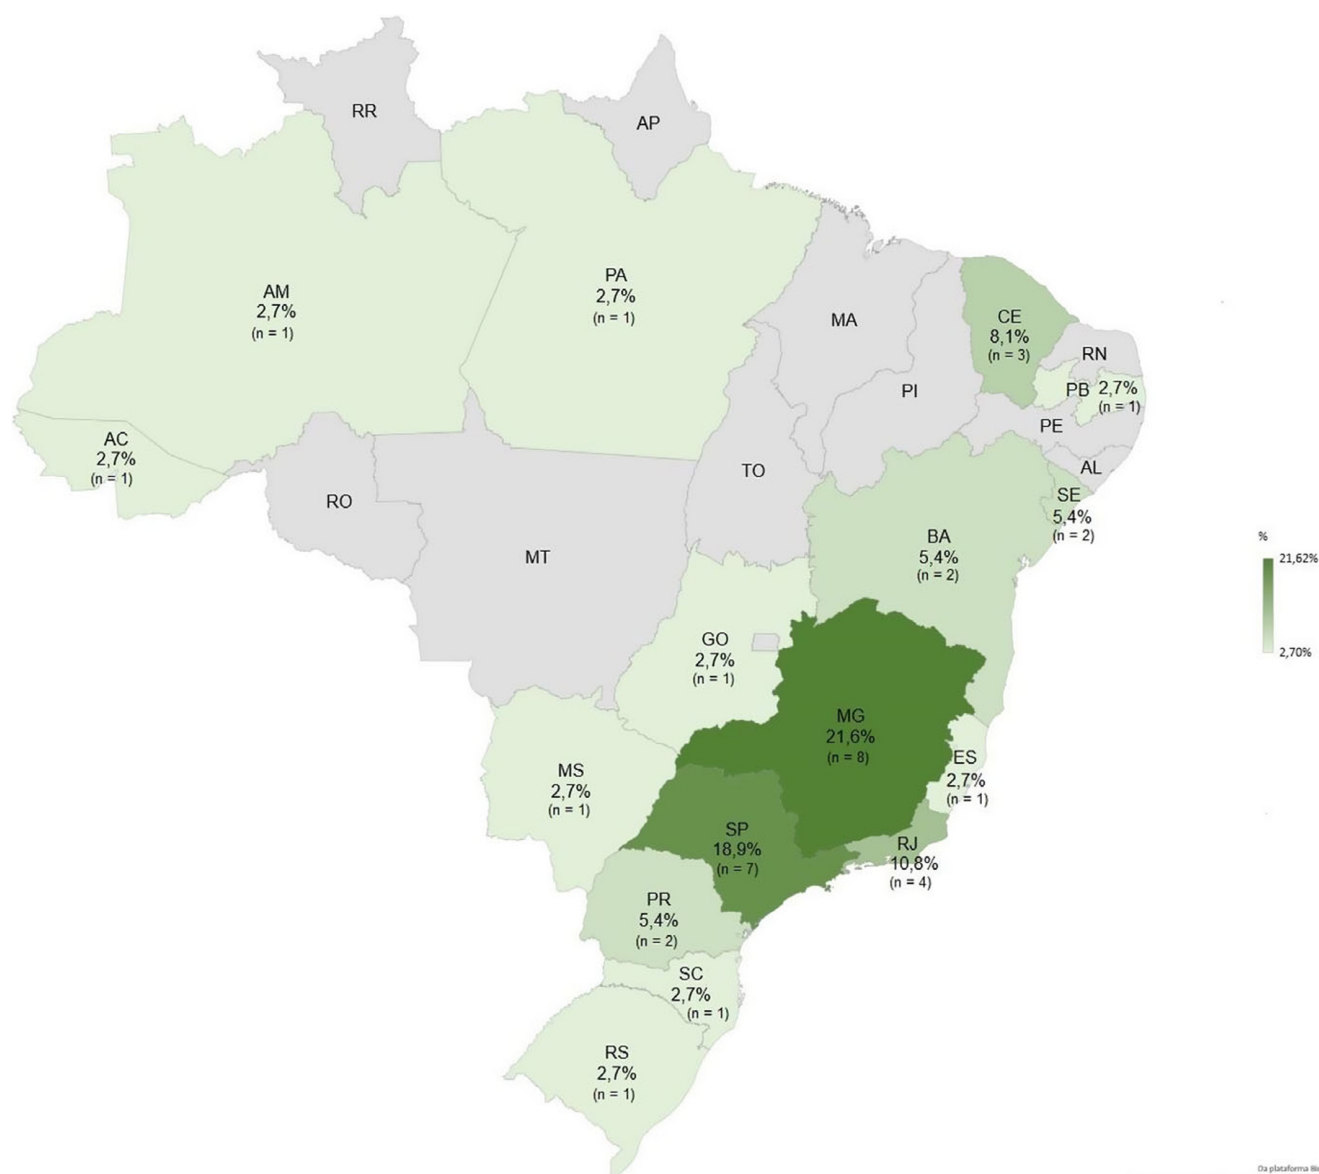 RR
AP
AM
2,7%
(n = 1)
PA
2,7%
(n = 1)
MA
CE
8,1%
(n = 3)
RN
PI
PB 2,7%
(n = 1)
PE
AC
2,7%
(n = 1)
TO
AL
RO
SE
5,4%
(n = 2)
MT
BA
5,4%
(n = 2)
%
21,62%
2,70%
GO
2,7%
(n = 1)
MG
21,6%
(n = 8)
ES
2,7%
(n = 1)
MS
2,7%
(n = 1)
SP
18,9%
(n = 7)
RJ
10,8%
(n = 4)
PR
5,4%
(n = 2)
SC
2,7%
(n = 1)
RS
2,7%
(n = 1)
Da plataforma